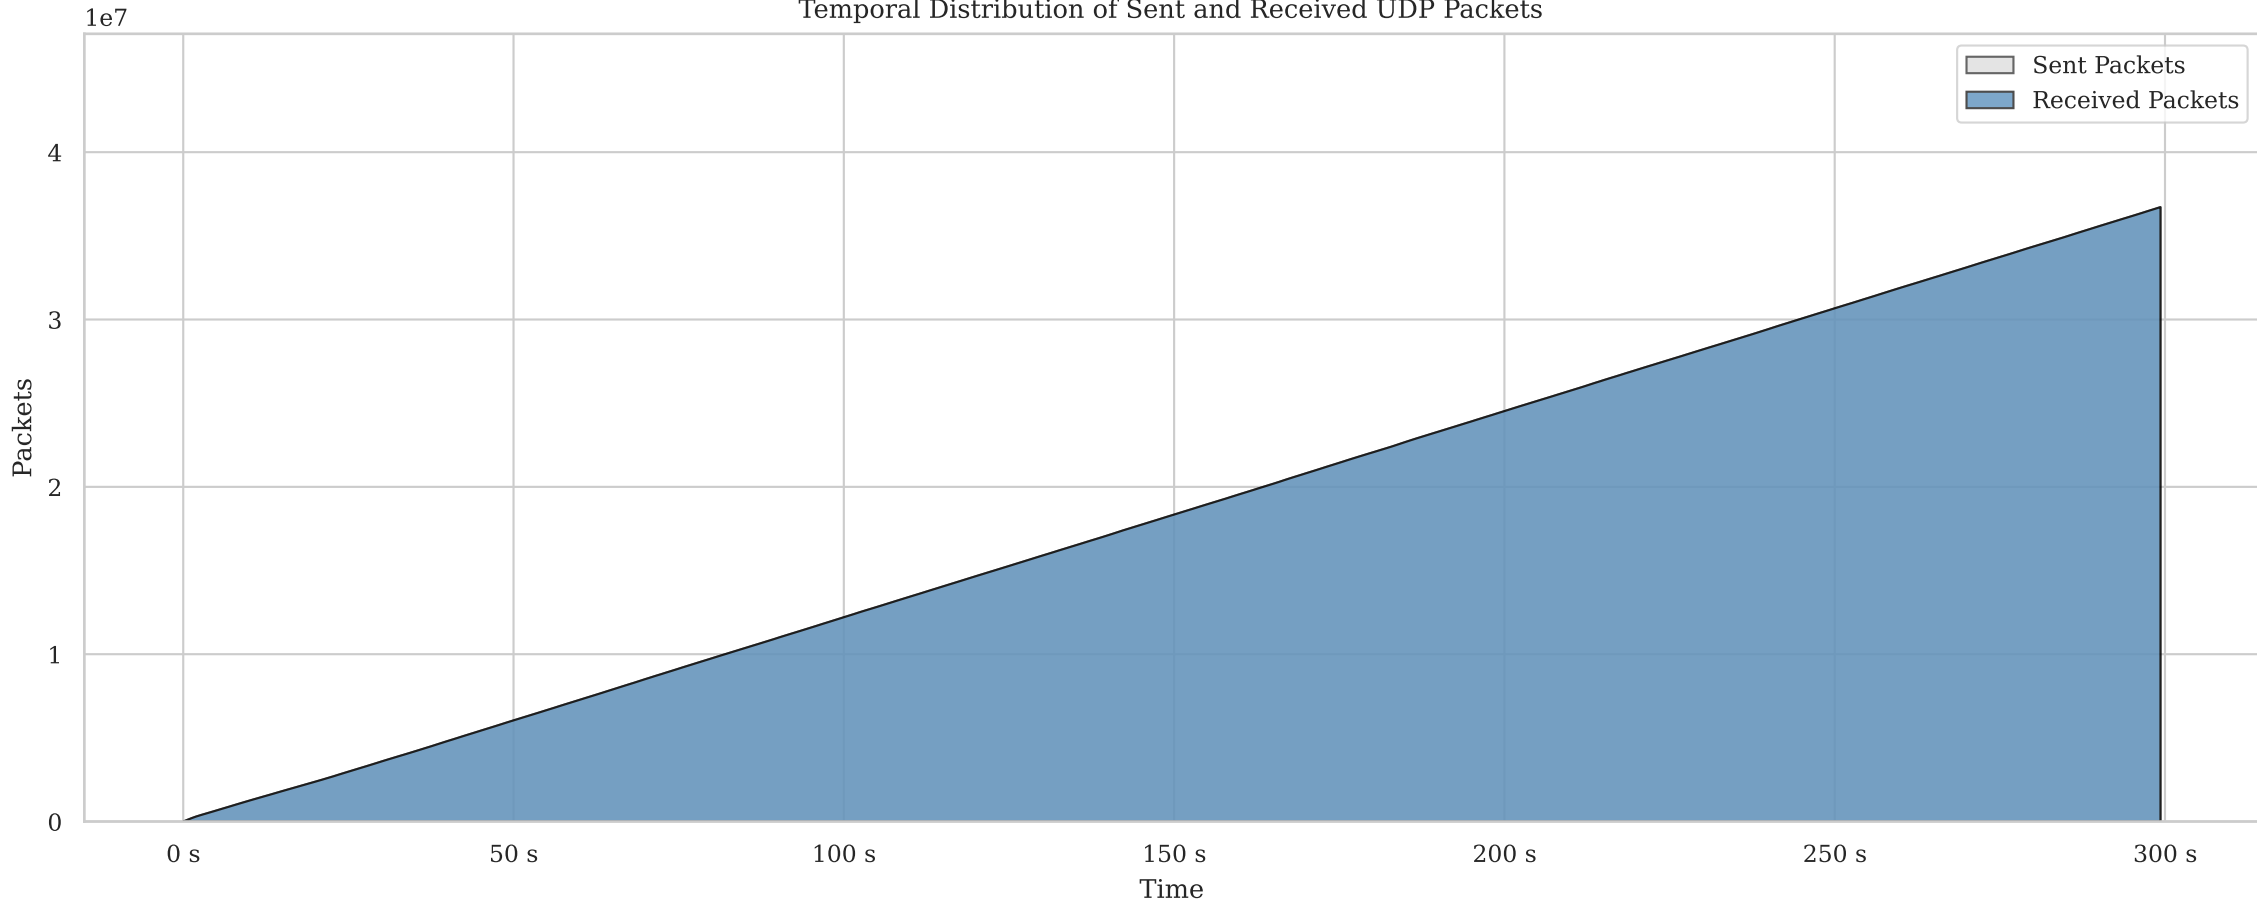 Temporal Distribution of Sent and Received UDP Packets
1e7
Sent Packets
Received Packets
4
3
2
1
0
Packets
0 s 50 s 100 s 150 s 200 s 250 s 300 s
Time